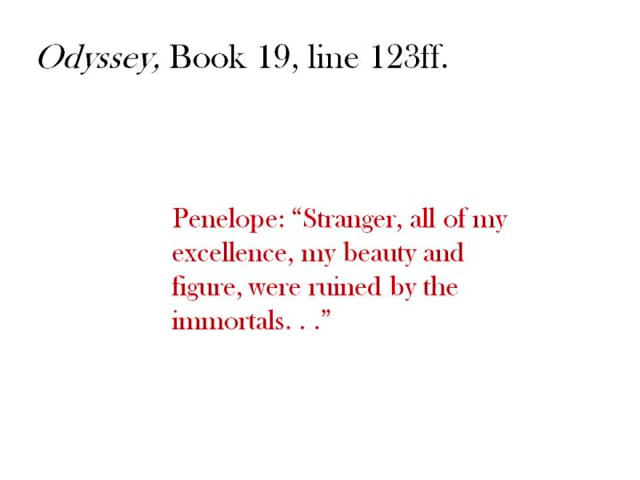 Odyssey, Book 19, line 123ff.
Penelope: “Stranger, all of my
excellence, my beauty and
figure, were ruined by the
immortals. . .”